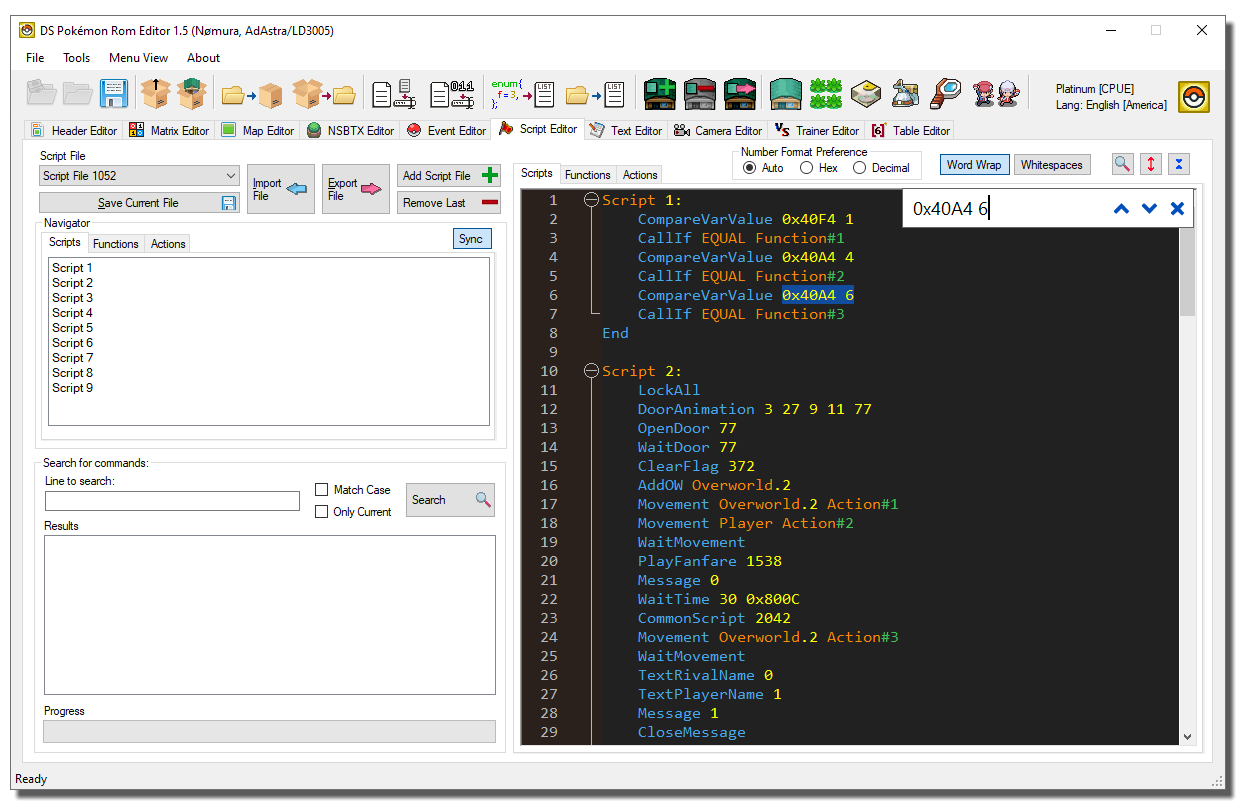 DS Pokémon Rom Editor 1.5 (Nømura, AdAstra/LD3005)
File Tools Menu View About
enum{
f=3,
};
LIST
LIST
011
Platinum [CPUE]
Lang: English [America]
Header Editor Matrix Editor Map Editor NSBTX Editor Event Editor Script Editor Text Editor Camera Editor Trainer Editor Table Editor
Script File
Script File 1052
Import File
Export File
Add Script File
Save Current File
Remove Last
Navigator
Scripts Functions Actions
Sync
Script 1
Script 2
Script 3
Script 4
Script 5
Script 6
Script 7
Script 8
Script 9
Search for commands:
Line to search:
Match Case
Only Current
Search
Results
Progress
Scripts Functions Actions
Number Format Preference
Auto Hex Decimal
Word Wrap Whitespaces
0x40A4 6
1 Script 1:
2 CompareVarValue 0x40F4 1
3 CallIf EQUAL Function#1
4 CompareVarValue 0x40A4 4
5 CallIf EQUAL Function#2
6 CompareVarValue 0x40A4 6
7 CallIf EQUAL Function#3
8 End
9
10 Script 2:
11 LockAll
12 DoorAnimation 3 27 9 11 77
13 OpenDoor 77
14 WaitDoor 77
15 ClearFlag 372
16 AddOW Overworld.2
17 Movement Overworld.2 Action#1
18 Movement Player Action#2
19 WaitMovement
20 PlayFanfare 1538
21 Message 0
22 WaitTime 30 0x800C
23 CommonScript 2042
24 Movement Overworld.2 Action#3
25 WaitMovement
26 TextRivalName 0
27 TextPlayerName 1
28 Message 1
29 CloseMessage
Ready